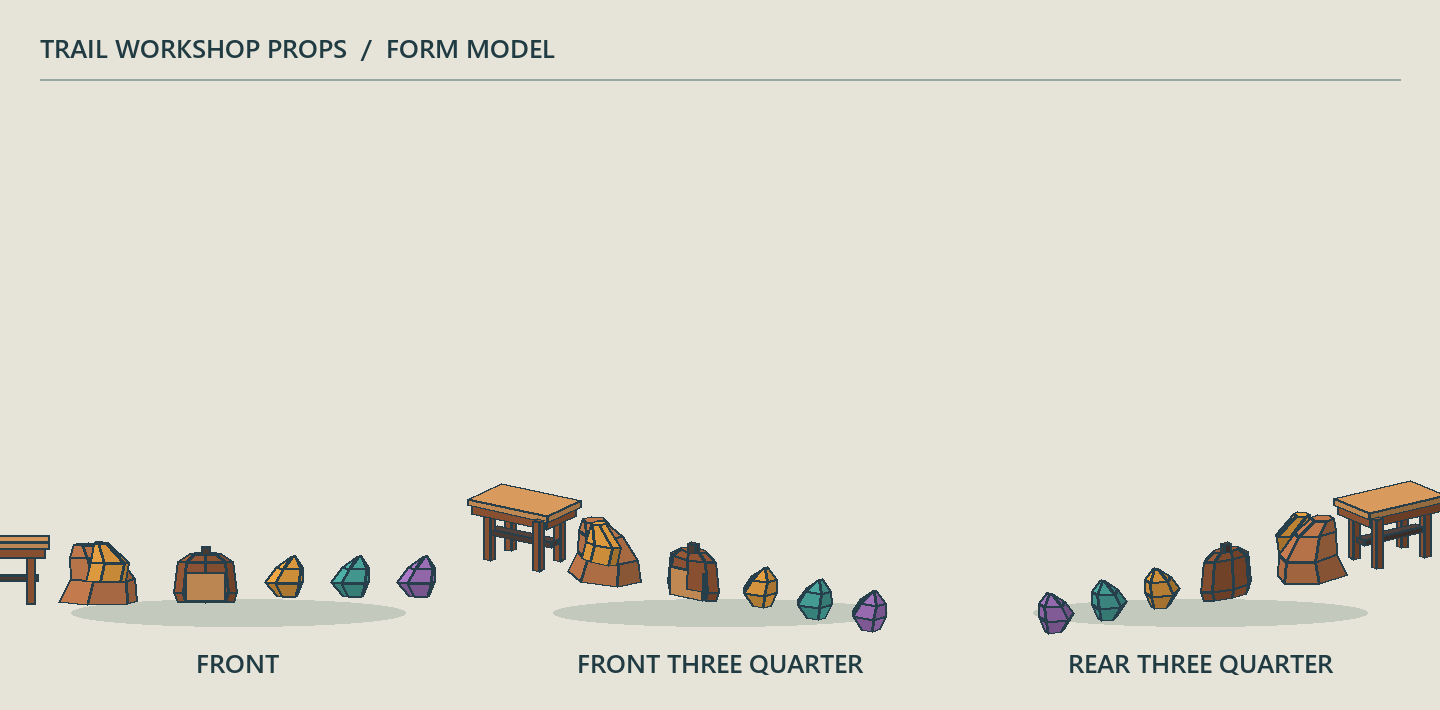 TRAIL WORKSHOP PROPS / FORM MODEL
FRONT
FRONT THREE QUARTER
REAR THREE QUARTER